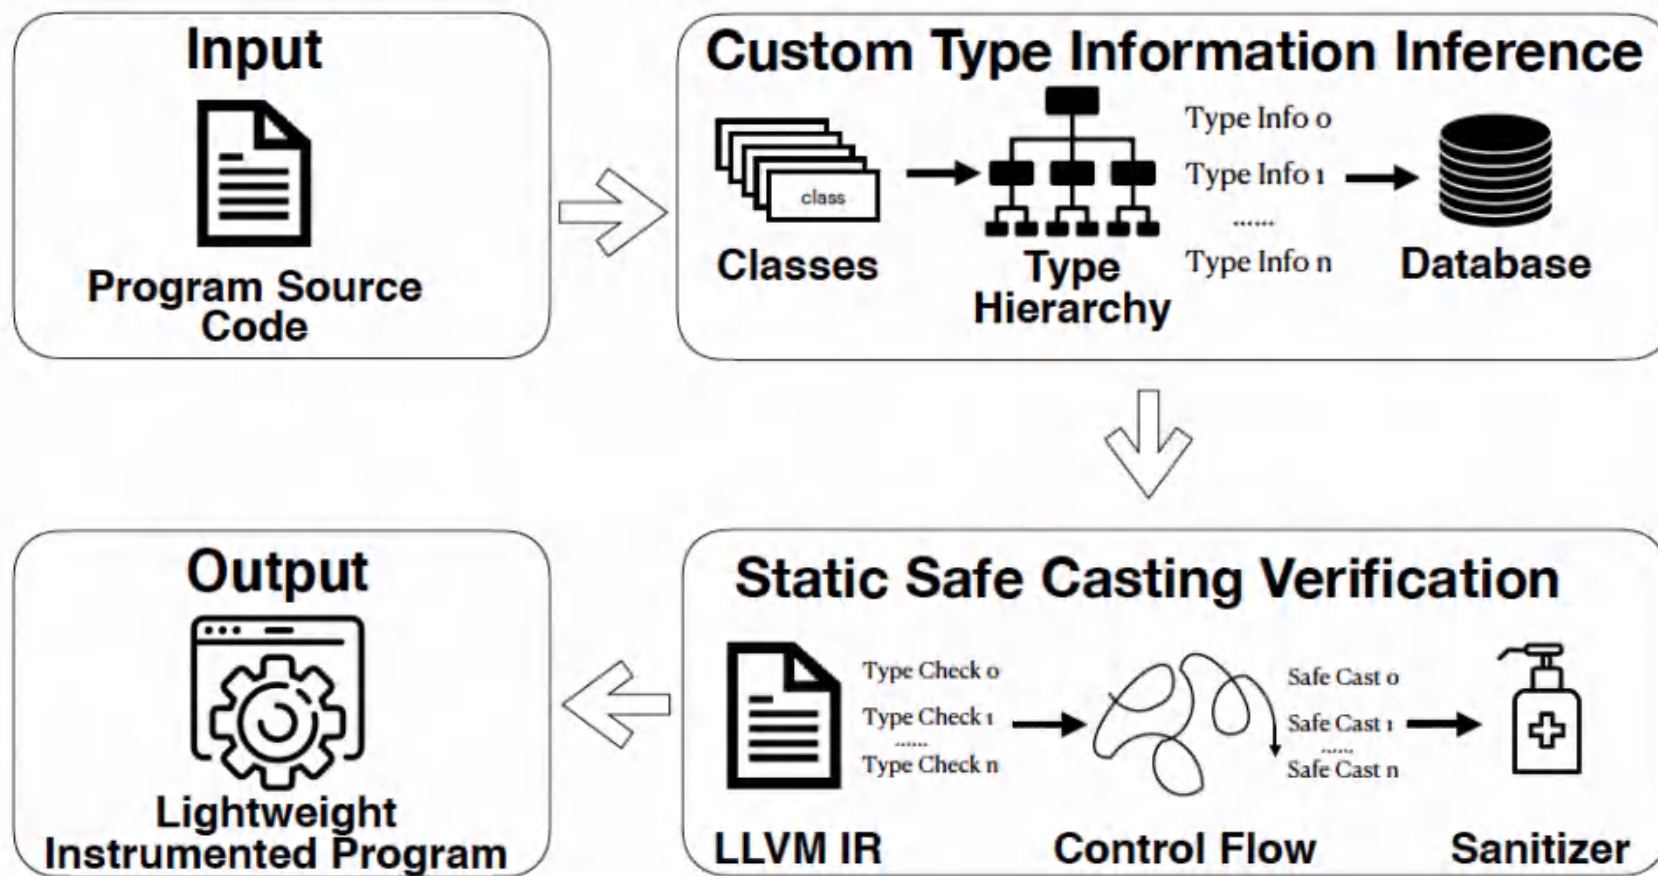 Input
Program Source
Code
Custom Type Information Inference
class
Classes
Type
Hierarchy
Type Info 0
Type Info 1
......
Type Info n
Database
Static Safe Casting Verification
Type Check 0
Type Check 1
......
Type Check n
LLVM IR
Control Flow
Safe Cast 0
Safe Cast 1
......
Safe Cast n
Sanitizer
Output
Lightweight
Instrumented Program